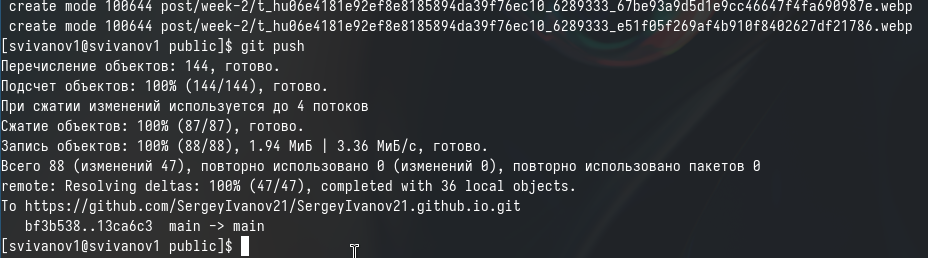 create mode 100644 post/week-2/t_hu06e4181e92ef8e8185894da39f76ec10_6289333_67be93a9d5d1e9cc46647f4fa690987e.webp
create mode 100644 post/week-2/t_hu06e4181e92ef8e8185894da39f76ec10_6289333_e51f05f269af4b910f8402627df21786.webp
[svivanov1@svivanov1 public]$ git push
Перечисление объектов: 144, готово.
Подсчет объектов: 100% (144/144), готово.
При сжатии изменений используется до 4 потоков
Сжатие объектов: 100% (87/87), готово.
Запись объектов: 100% (88/88), 1.94 МиБ | 3.36 МиБ/с, готово.
Всего 88 (изменений 47), повторно использовано 0 (изменений 0), повторно использовано пакетов 0
remote: Resolving deltas: 100% (47/47), completed with 36 local objects.
To https://github.com/SergeyIvanov21/SergeyIvanov21.github.io.git
bf3b538..13ca6c3  main -> main
[svivanov1@svivanov1 public]$